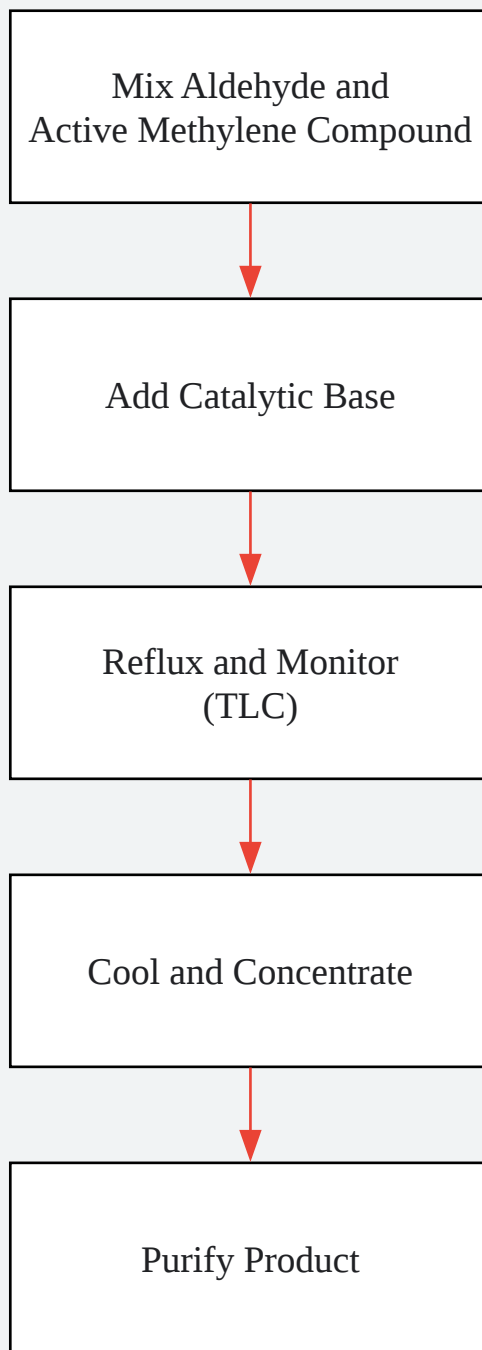 Mix Aldehyde and
Active Methylene Compound
Add Catalytic Base
Reflux and Monitor
(TLC)
Cool and Concentrate
Purify Product